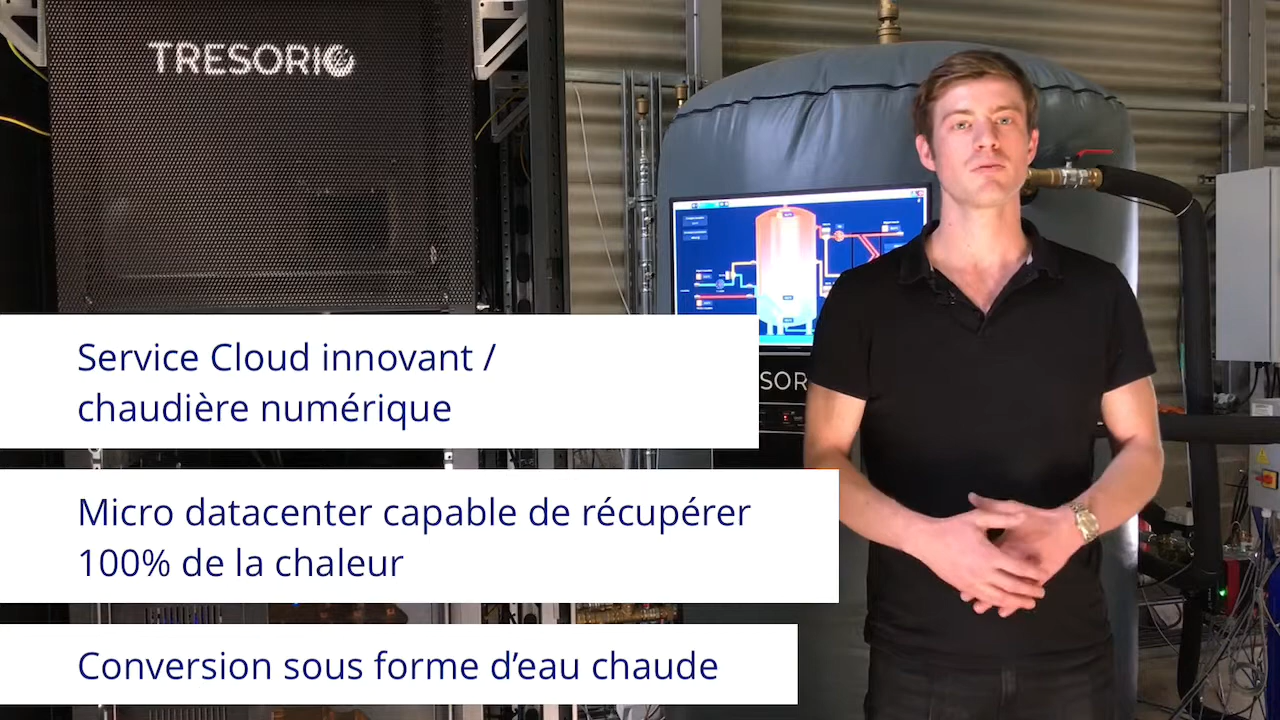 TRESORIO
Service Cloud innovant /
chaudière numérique
SOR
Micro datacenter capable de récupérer
100% de la chaleur
Conversion sous forme d’eau chaude